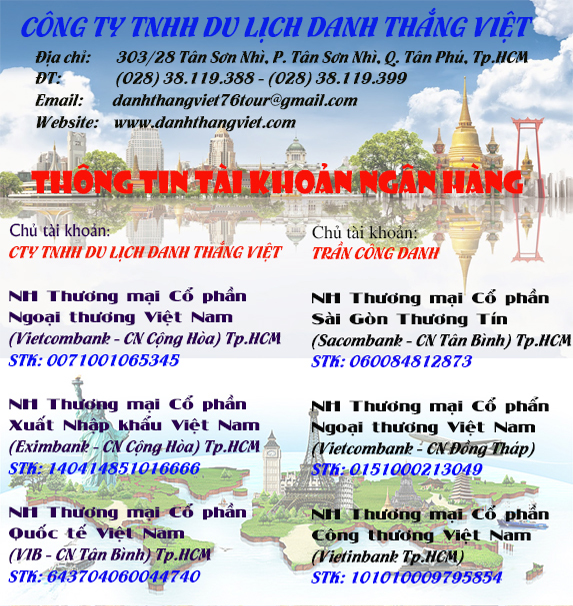 CÔNG TY TNHH DU LỊCH DANH THẮNG VIỆT
Địa chỉ: 303/28 Tân Sơn Nhì, P. Tân Sơn Nhì, Q. Tân Phú, Tp.HCM
ĐT: (028) 38.119.388 - (028) 38.119.399
Email: danhthangviet76tour@gmail.com
Website: www.danhthangviet.com
THÔNG TIN TÀI KHOẢN NGÂN HÀNG
Chủ tài khoản:
CTY TNHH DU LỊCH DANH THẮNG VIỆT
NH Thương mại Cổ phần
Ngoại thương Việt Nam
(Vietcombank - CN Cộng Hòa) Tp.HCM
STK: 0071001065345
NH Thương mại Cổ phần
Xuất Nhập khẩu Việt Nam
(Eximbank - CN Cộng Hòa) Tp.HCM
STK: 140414851016666
NH Thương mại Cổ phần
Quốc tế Việt Nam
(VIB - CN Tân Bình) Tp.HCM
STK: 643704060044740
Chủ tài khoản:
TRẦN CÔNG DANH
NH Thương mại Cổ phần
Sài Gòn Thương Tín
(Sacombank - CN Tân Bình) Tp.HCM
STK: 060084812873
NH Thương mại Cổ phấn
Ngoại thương Việt Nam
(Vietcombank - CN Đồng Tháp)
STK: 0151000213049
NH Thương mại Cổ phần
Công thương Việt Nam
(Vietinbank Tp.HCM)
STK: 101010009795854